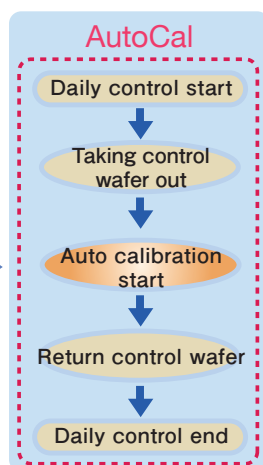 AutoCal
Daily control start
Taking control
wafer out
Auto calibration
start
Return control wafer
Daily control end